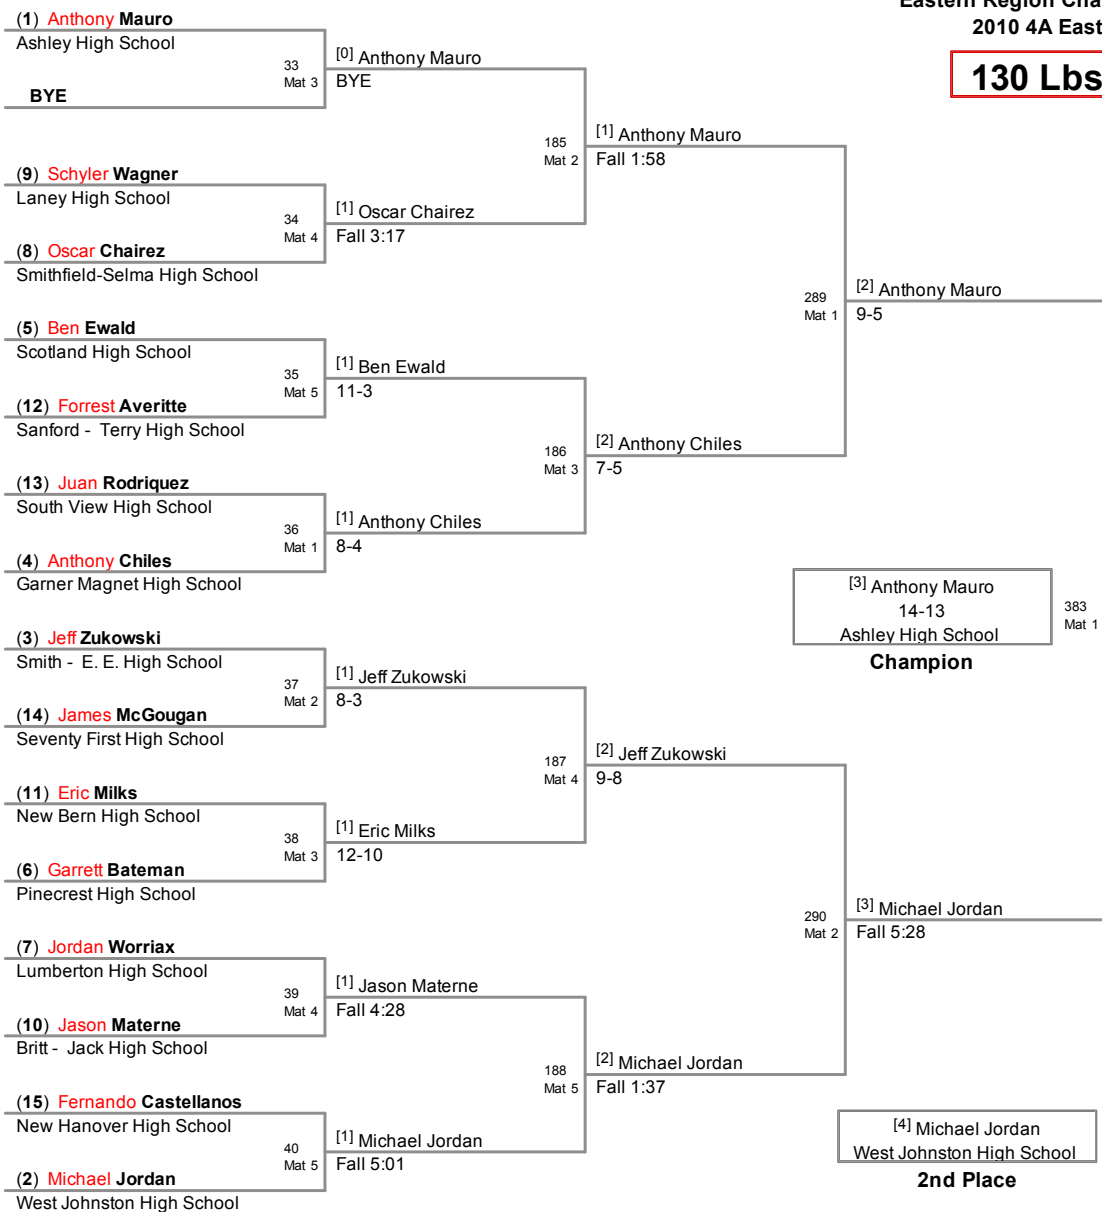 Eastern Region Cha
2010 4A East
130 Lbs
(1) Anthony Mauro
Ashley High School
33
Mat 3
BYE
[0] Anthony Mauro
BYE
185
Mat 2
[1] Anthony Mauro
Fall 1:58
(9) Schyler Wagner
Laney High School
34
Mat 4
(8) Oscar Chairez
Smithfield-Selma High School
[1] Oscar Chairez
Fall 3:17
289
Mat 1
[2] Anthony Mauro
9-5
(5) Ben Ewald
Scotland High School
35
Mat 5
(12) Forrest Averitte
Sanford - Terry High School
[1] Ben Ewald
11-3
186
Mat 3
[2] Anthony Chiles
7-5
(13) Juan Rodriquez
South View High School
36
Mat 1
(4) Anthony Chiles
Garner Magnet High School
[1] Anthony Chiles
8-4
[3] Anthony Mauro
14-13
Ashley High School
Champion
383
Mat 1
(3) Jeff Zukowski
Smith - E. E. High School
37
Mat 2
(14) James McGougan
Seventy First High School
[1] Jeff Zukowski
8-3
187
Mat 4
[2] Jeff Zukowski
9-8
(11) Eric Milks
New Bern High School
38
Mat 3
(6) Garrett Bateman
Pinecrest High School
[1] Eric Milks
12-10
290
Mat 2
[3] Michael Jordan
Fall 5:28
(7) Jordan Worriax
Lumberton High School
39
Mat 4
(10) Jason Materne
Britt - Jack High School
[1] Jason Materne
Fall 4:28
188
Mat 5
[2] Michael Jordan
Fall 1:37
(15) Fernando Castellanos
New Hanover High School
40
Mat 5
(2) Michael Jordan
West Johnston High School
[1] Michael Jordan
Fall 5:01
[4] Michael Jordan
West Johnston High School
2nd Place